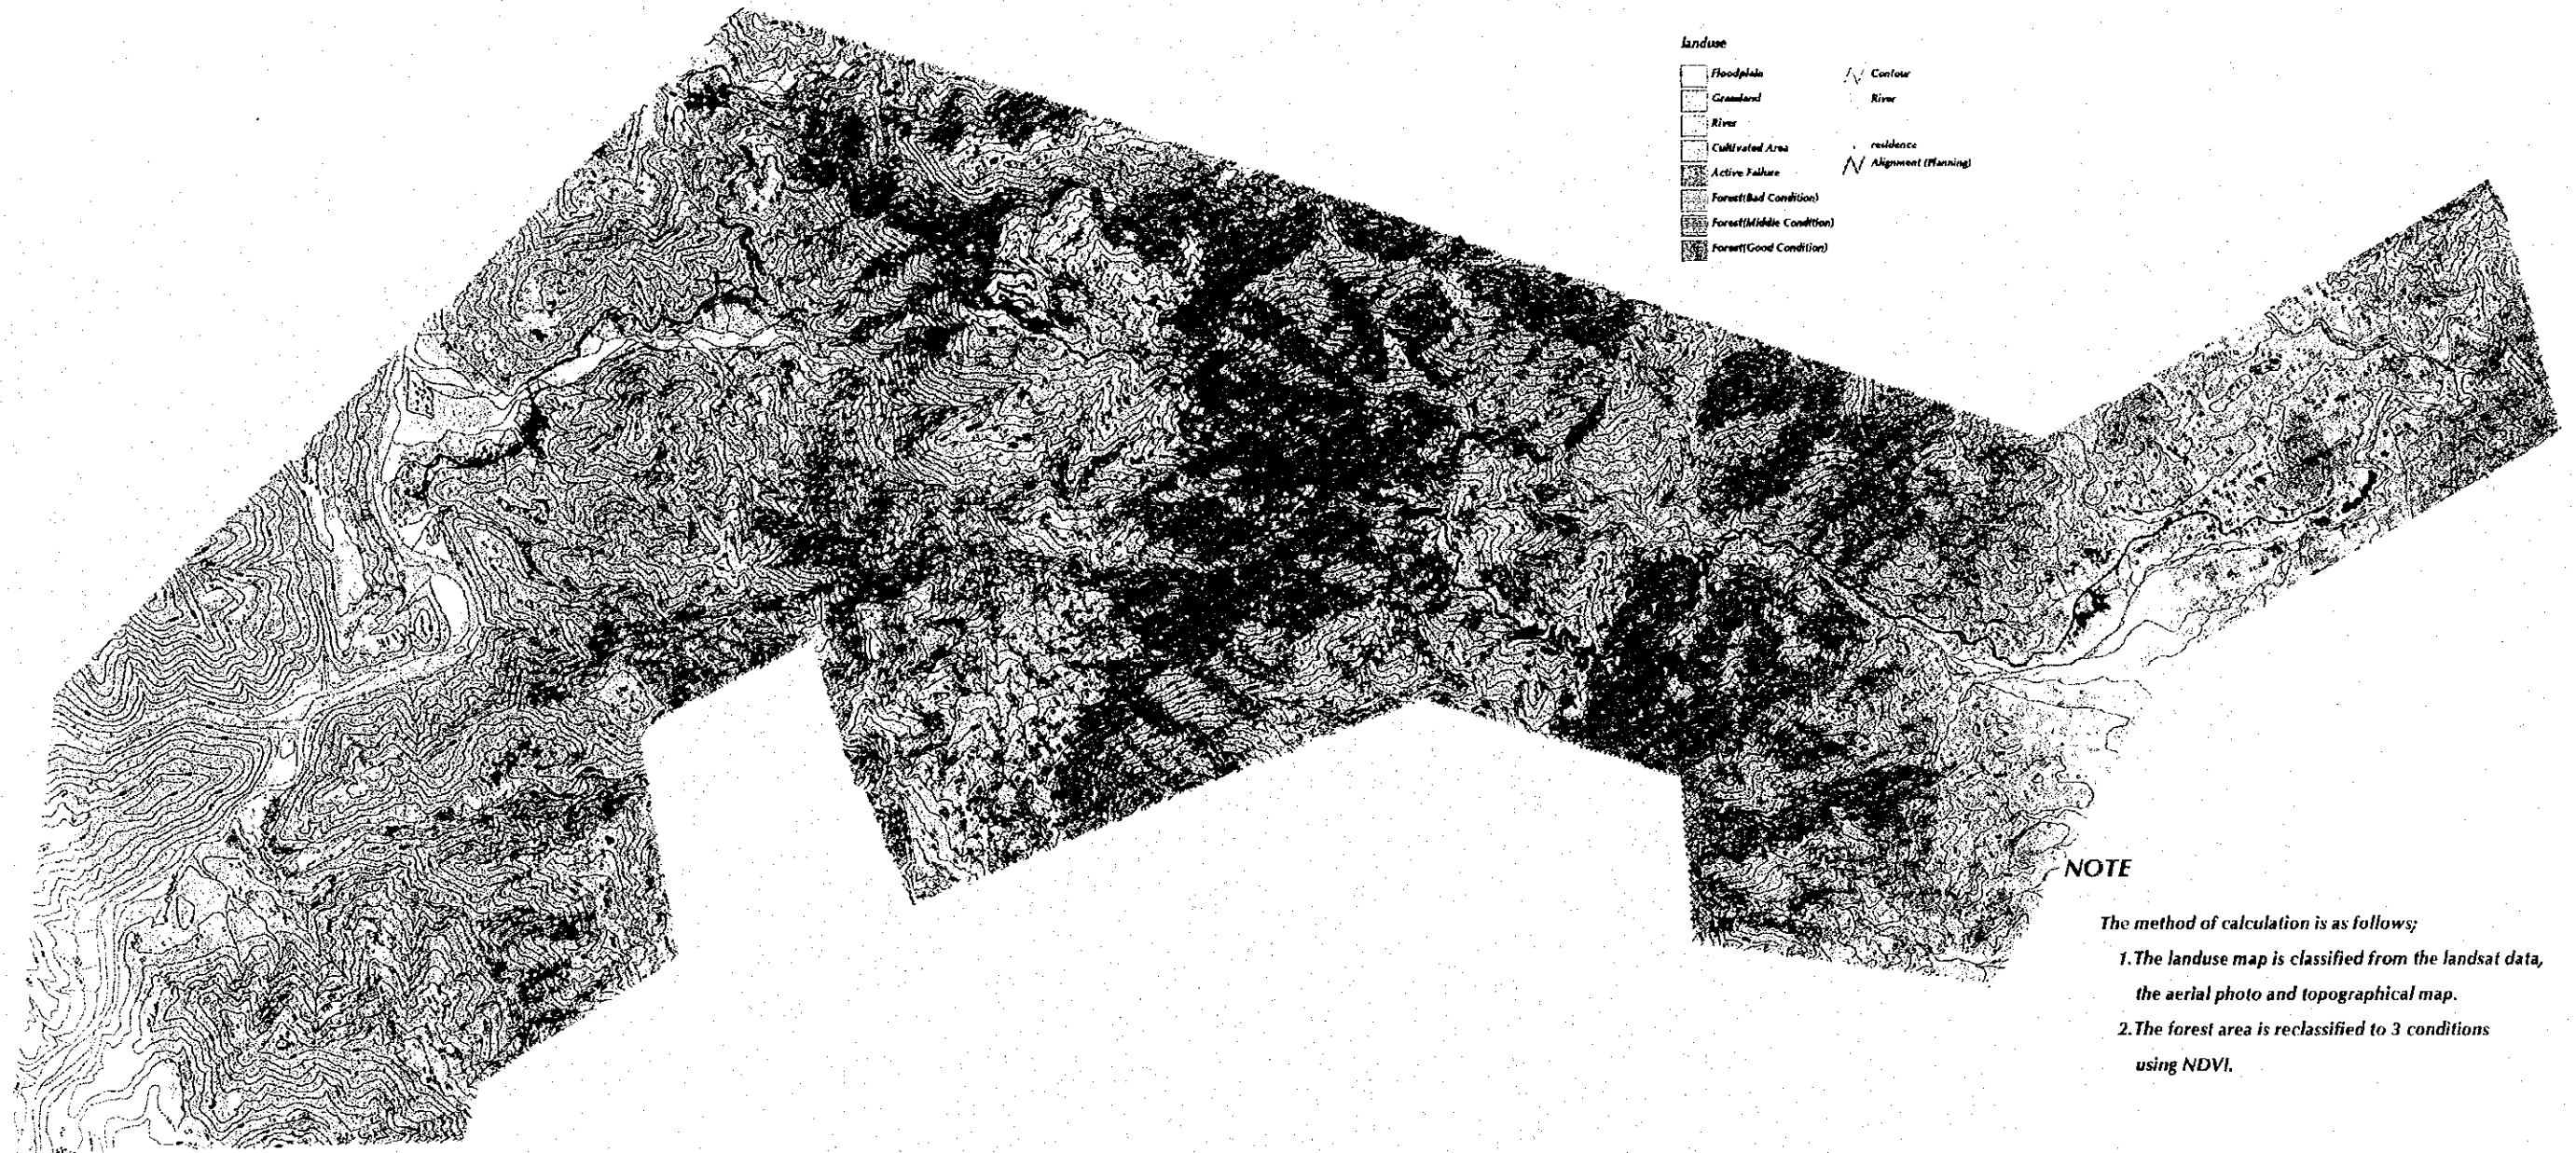 landuse
Floodplain
Grassland
River
Cultivated Area
Active Failure
Forest(Bad Condition)
Forest(Middle Condition)
Forest(Good Condition)
Contour
River
residence
Alignment (Planning)
NOTE
The method of calculation is as follows;
1. The landuse map is classified from the landsat data,
the aerial photo and topographical map.
2. The forest area is reclassified to 3 conditions
using NDVI.